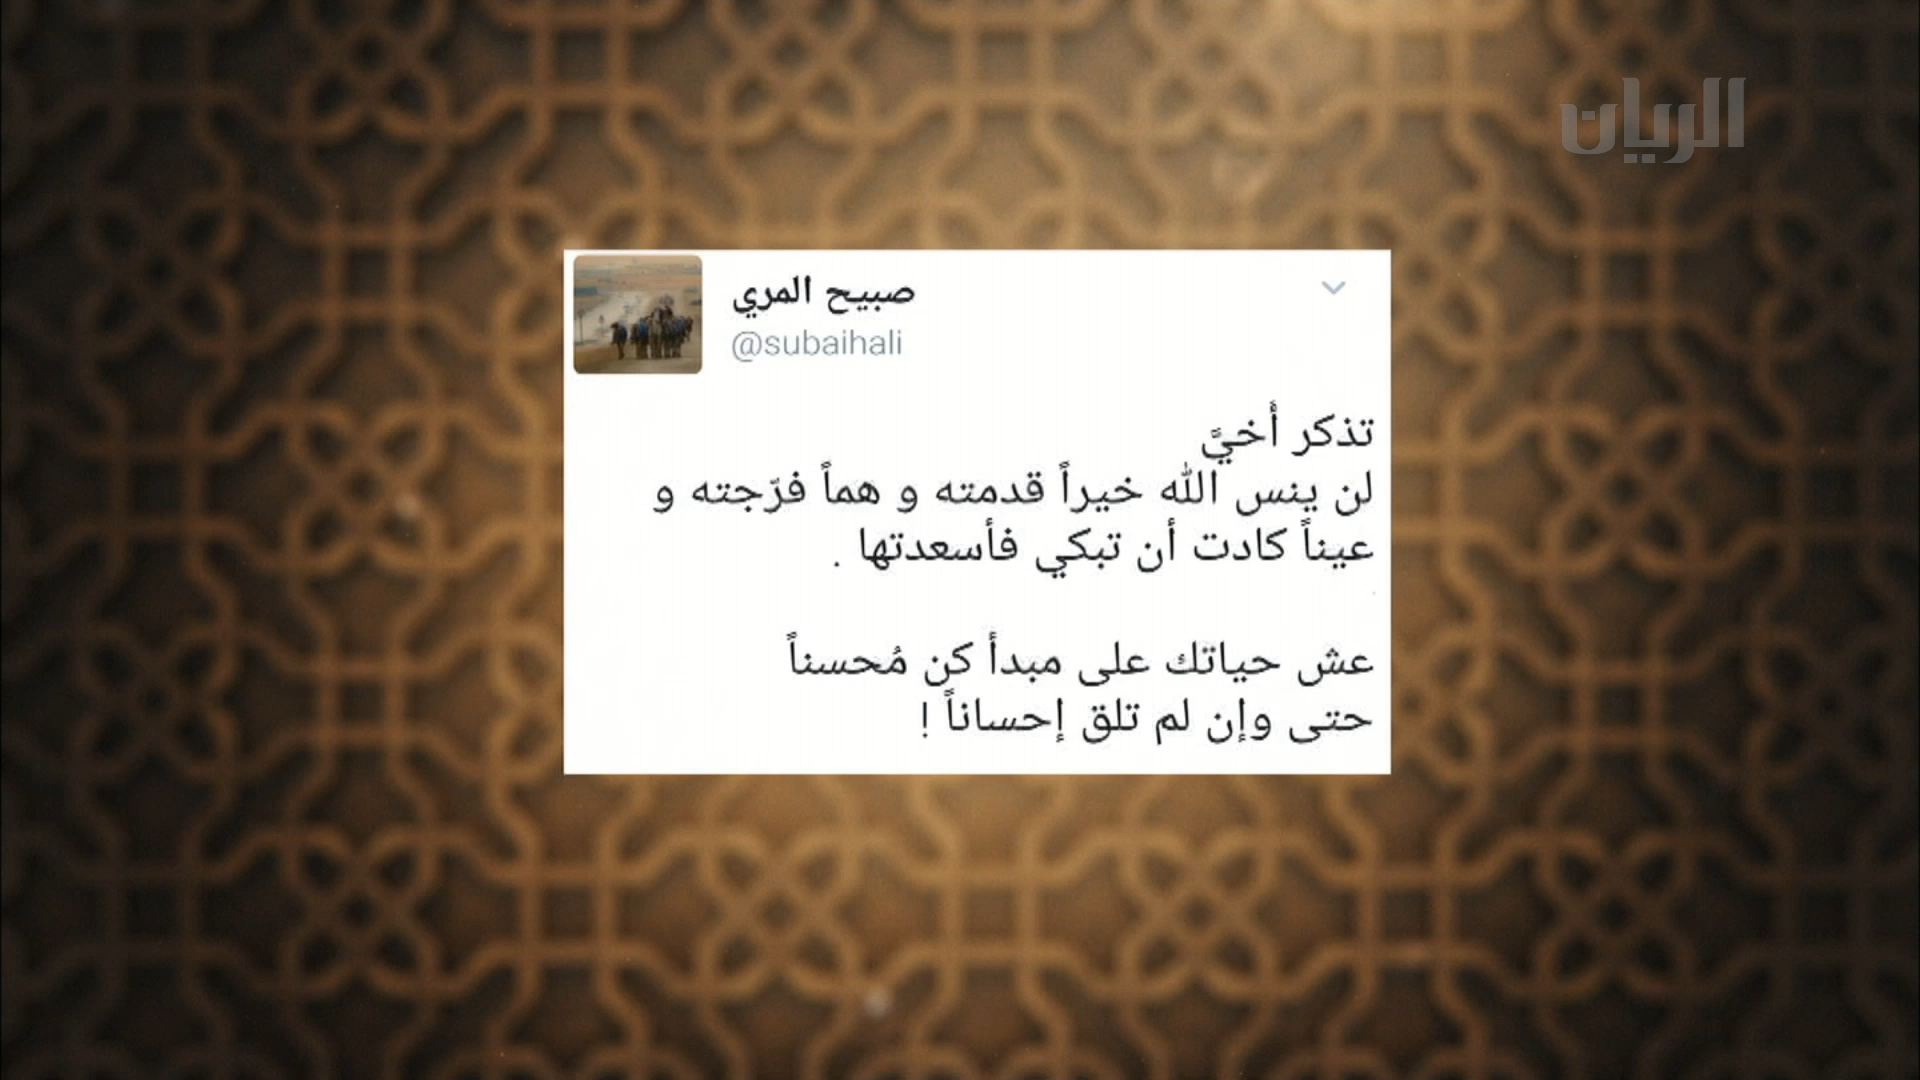 الريان
صبيح المري
@subaihali
تذكر أخيَّ
لن ينس الله خيراً قدمته و هماً فرّجته و
عيناً كادت أن تبكي فأسعدتها .
عش حياتك على مبدأ كن مُحسناً
حتى وإن لم تلق إحساناً !